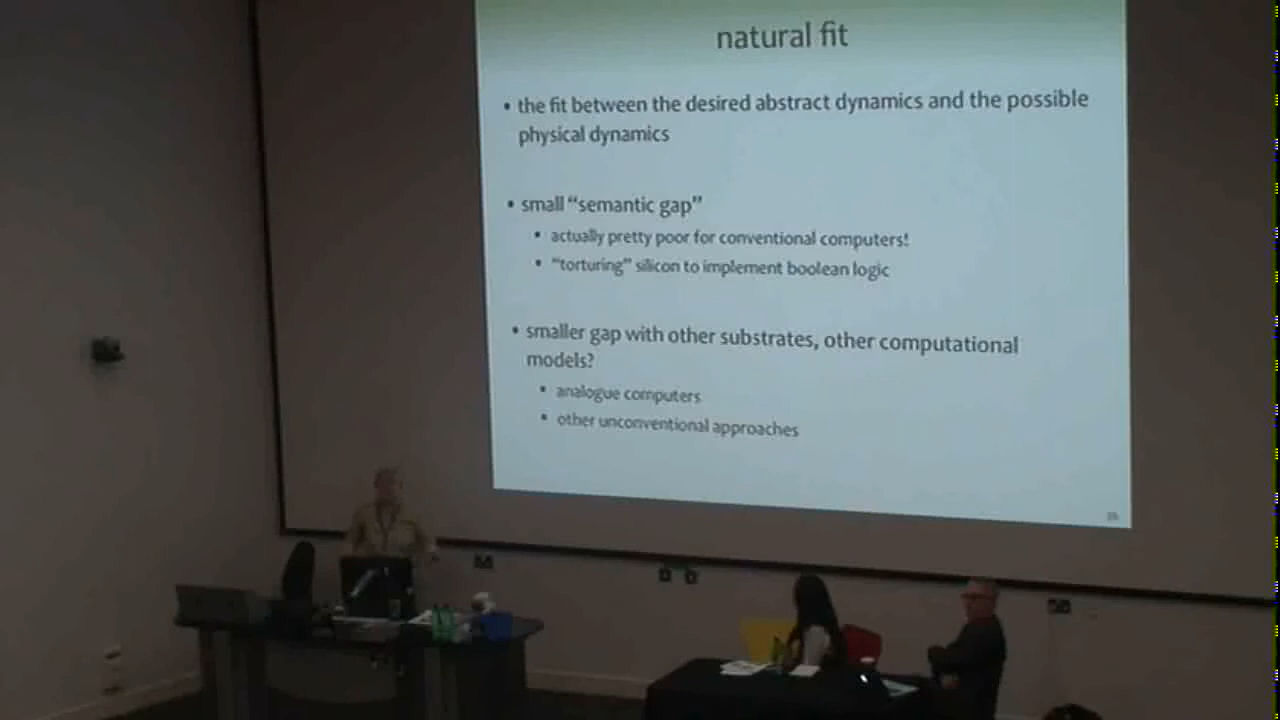 natural fit
• the fit between the desired abstract dynamics and the possible
physical dynamics
• small “semantic gap”
• actually pretty poor for conventional computers!
• “torturing” silicon to implement boolean logic
• smaller gap with other substrates, other computational
models?
• analogue computers
• other unconventional approaches